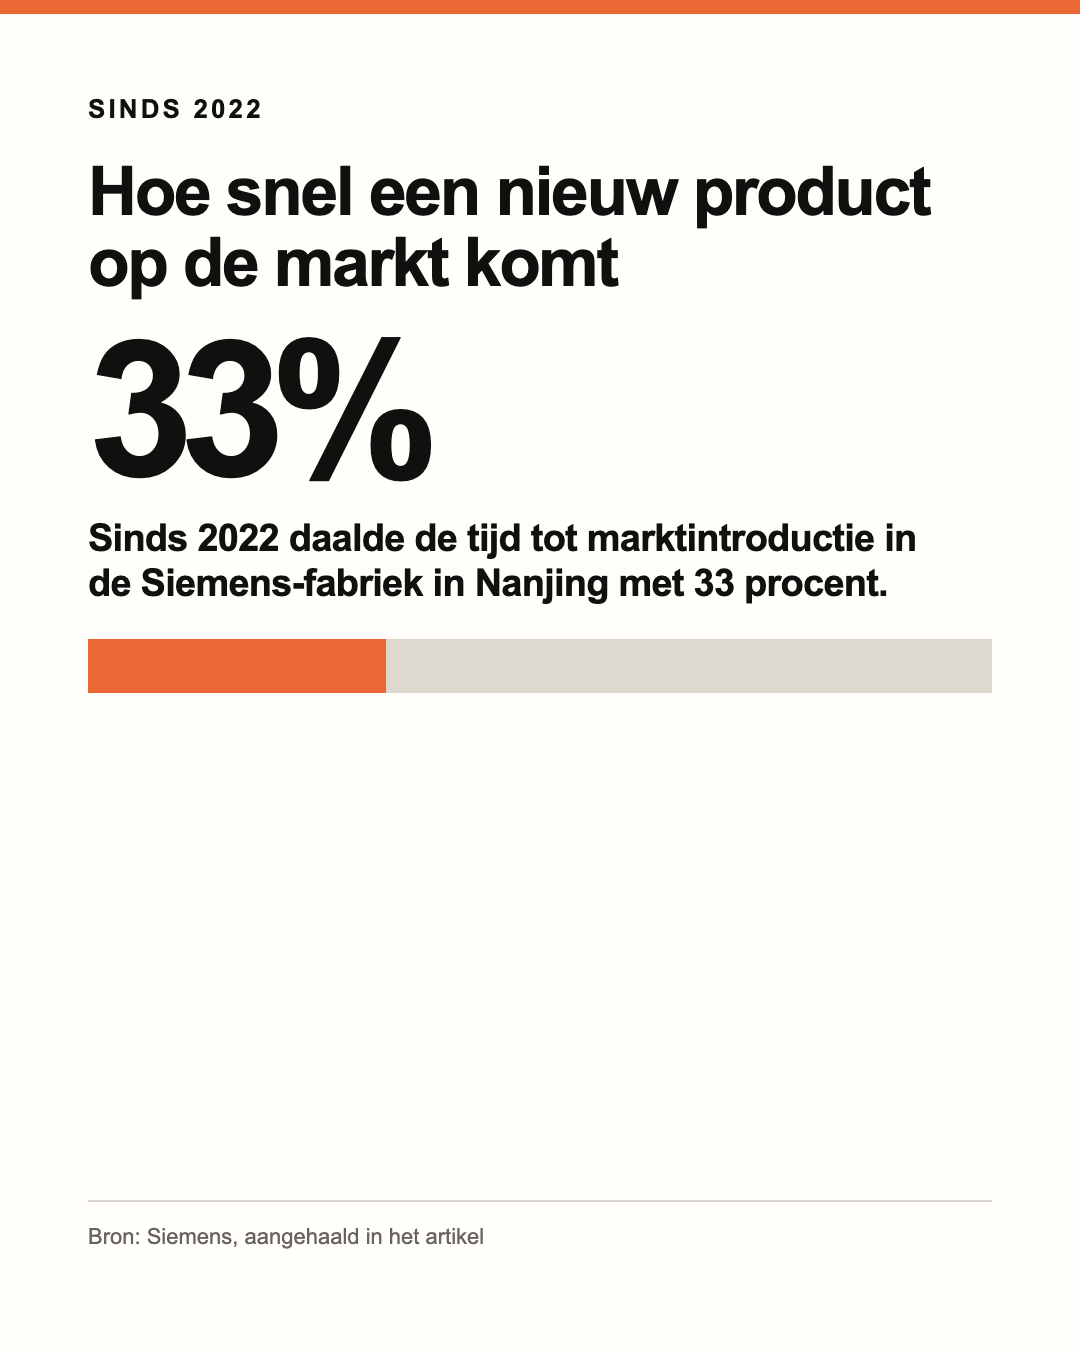 SINDS 2022
Hoe snel een nieuw product
op de markt komt
33%
Sinds 2022 daalde de tijd tot marktintroductie in
de Siemens-fabriek in Nanjing met 33 procent.
Bron: Siemens, aangehaald in het artikel